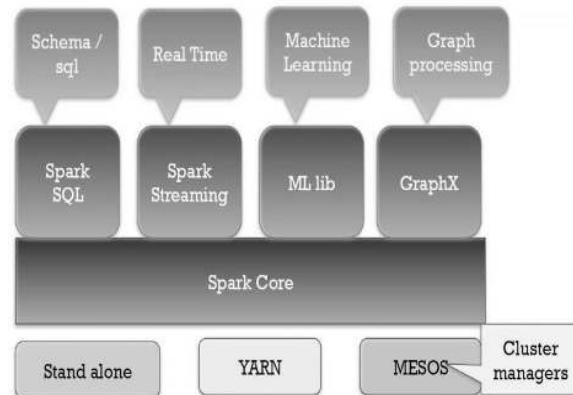 Schema /
sql
Real Time
Machine
Learning
Graph
processing
Spark
SQL
Spark
Streaming
ML lib
GraphX
Spark Core
Stand alone
YARN
MESOS
Cluster
managers